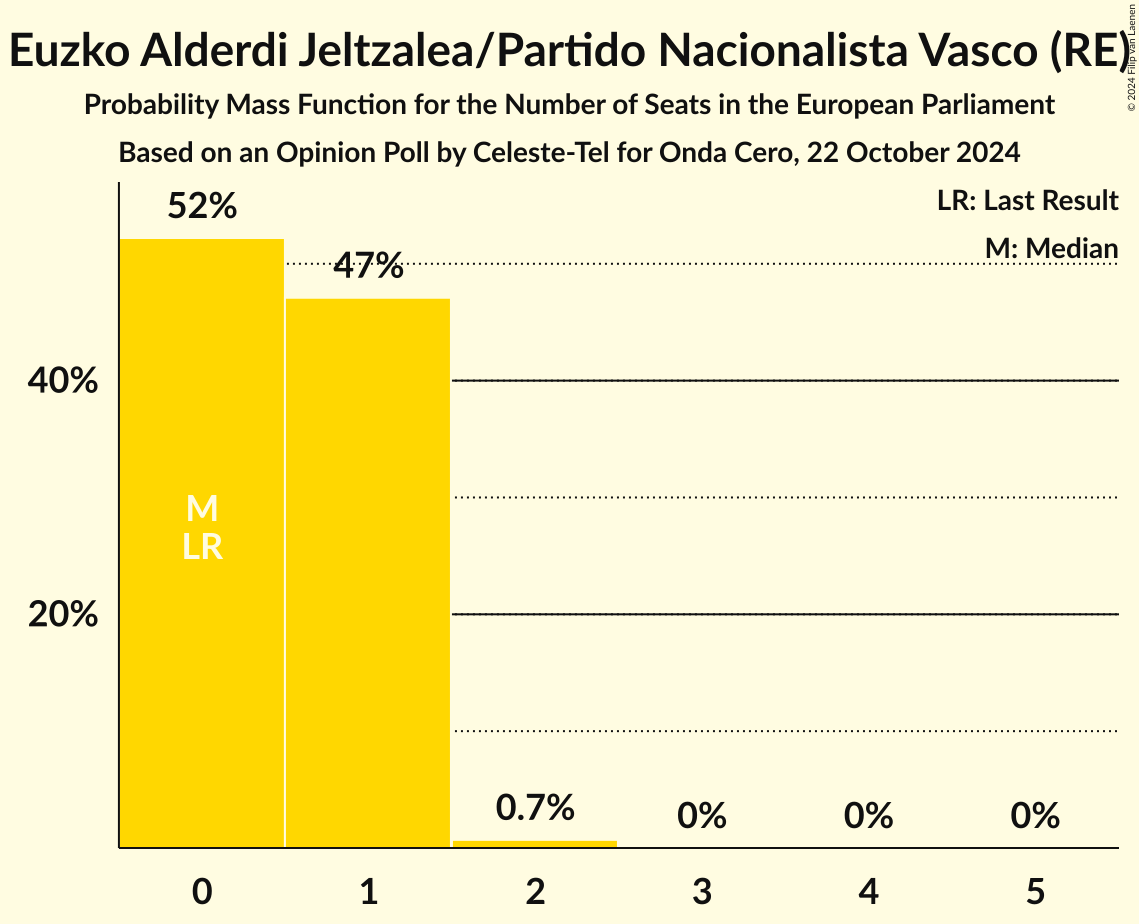 Euzko Alderdi Jeltzalea/Partido Nacionalista Vasco (RE)
© 2024 Filip van Laenen
Probability Mass Function for the Number of Seats in the European Parliament
Based on an Opinion Poll by Celeste-Tel for Onda Cero, 22 October 2024
LR: Last Result
M: Median
52%
47%
40%
M
LR
20%
0.7%
0%
0%
0%
0
1
2
3
4
5